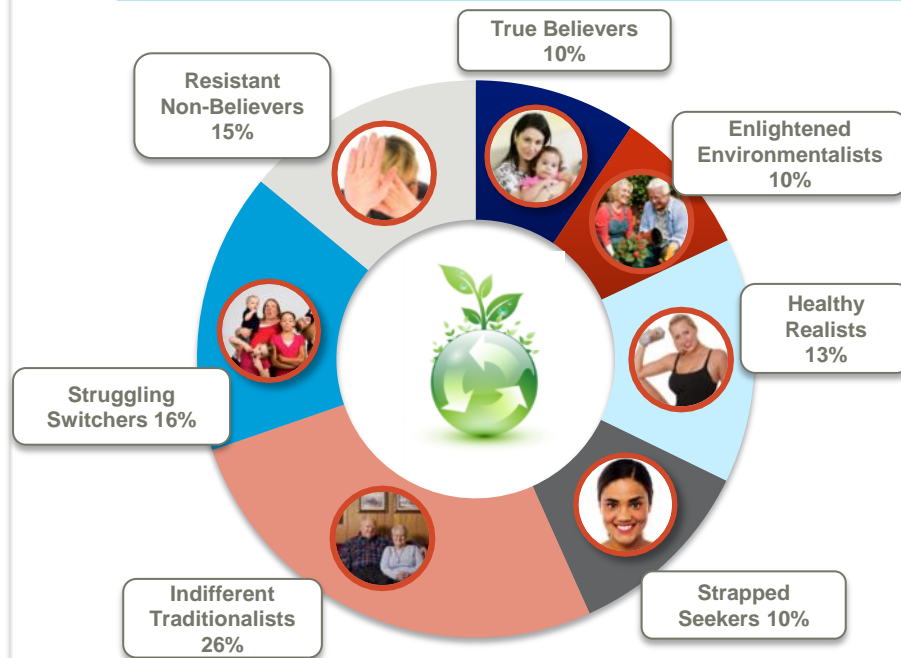 True Believers
10%
Enlightened
Environmentalists
10%
Healthy
Realists
13%
Strapped
Seekers 10%
Indifferent
Traditionalists
26%
Struggling
Switchers 16%
Resistant
Non-Believers
15%